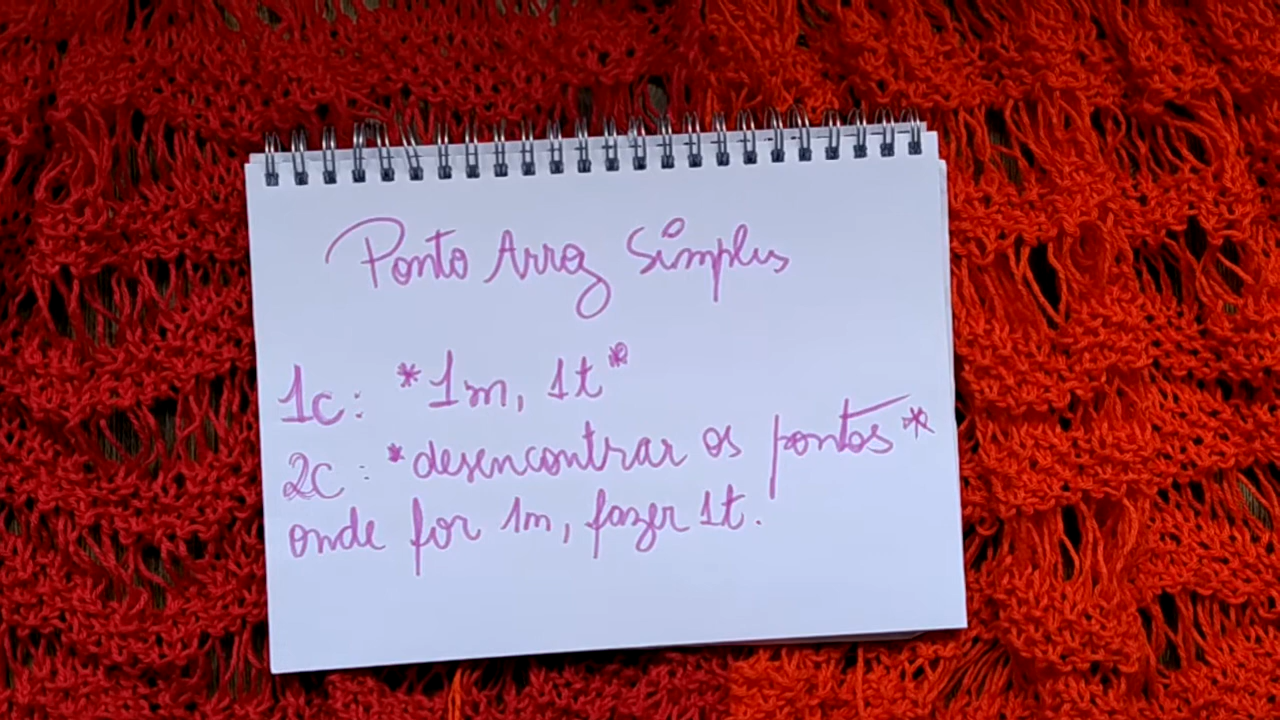 Ponto Arroz Simples
1c: *1m, 1t*
2c: *desencontrar os pontos*
onde for 1m, fazer 1t.